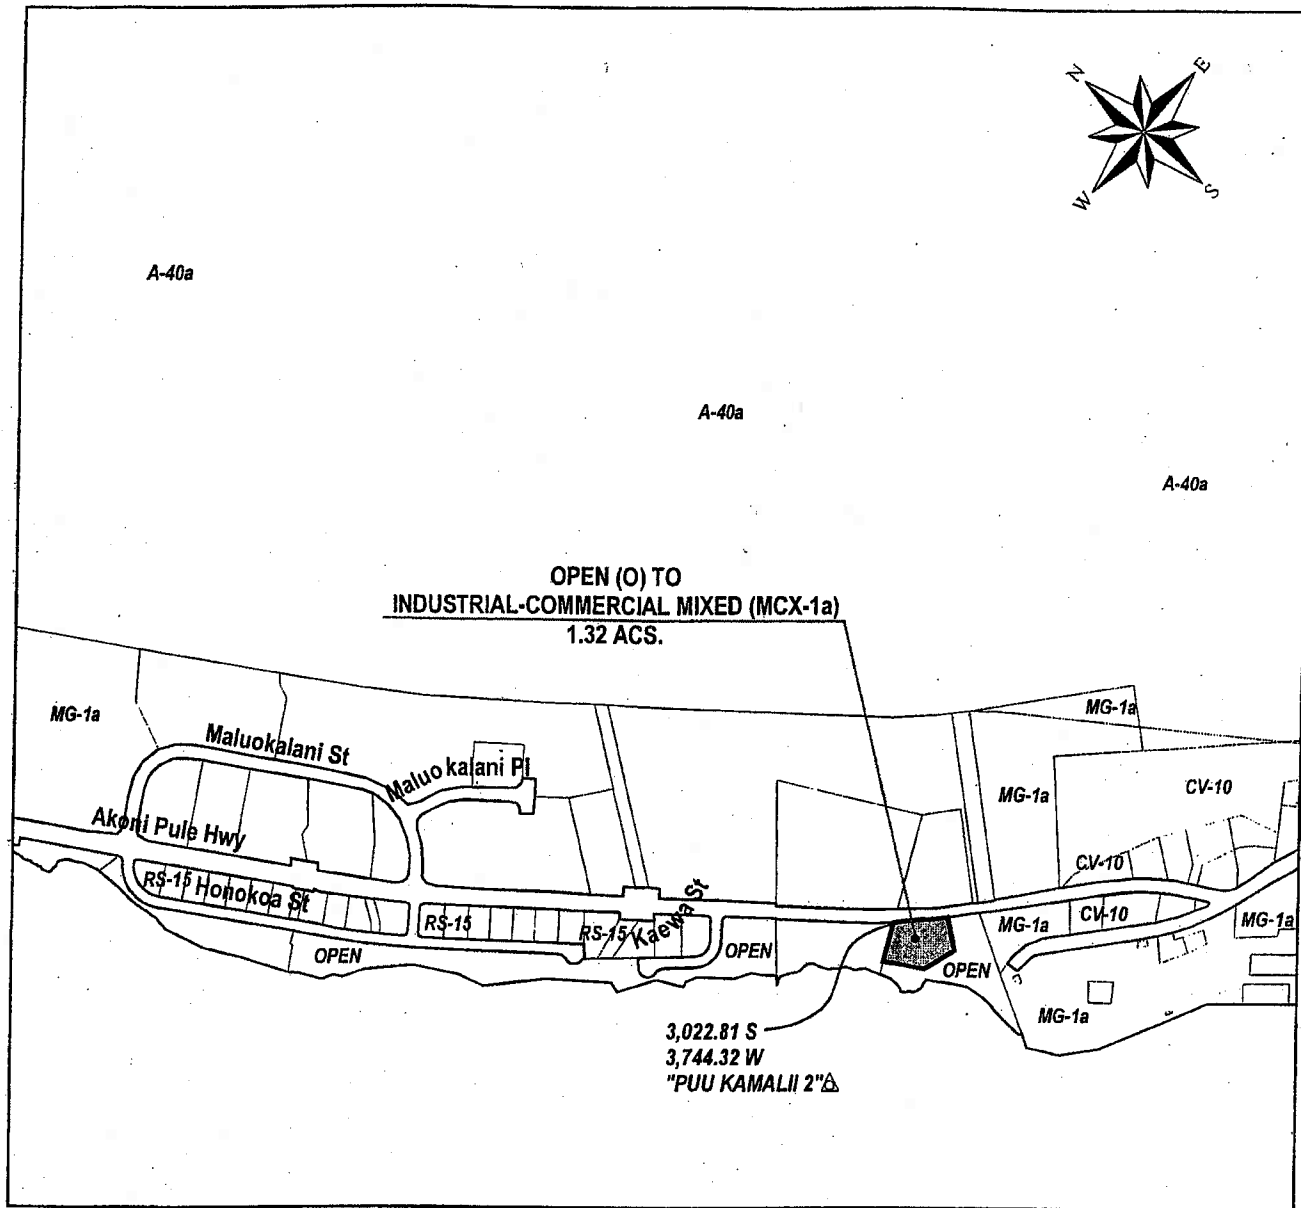 N
E
W
S
A-40a
A-40a
A-40a
OPEN (O) TO
INDUSTRIAL-COMMERCIAL MIXED (MCX-1a)
1.32 ACS.
MG-1a
MG-1a
Maluokalani St
Maluo kalani Pl
MG-1a
CV-10
Akoni Pule Hwy
CV-10
RS-15
Honokoa St
RS-15
RS-15
Kaewa St
MG-1a
CV-10
MG-1a
OPEN
OPEN
OPEN
MG-1a
3,022.81 S
3,744.32 W
"PUU KAMALII 2"